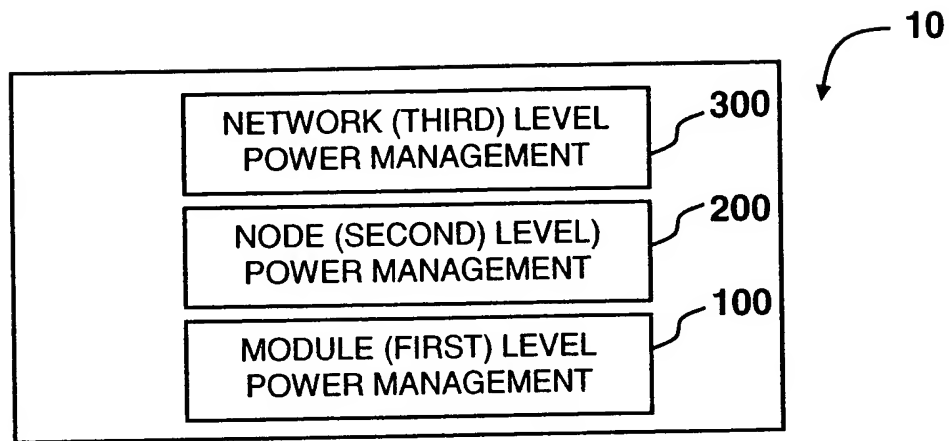 10
NETWORK (THIRD) LEVEL
POWER MANAGEMENT
300
NODE (SECOND) LEVEL)
POWER MANAGEMENT
200
MODULE (FIRST) LEVEL
POWER MANAGEMENT
100